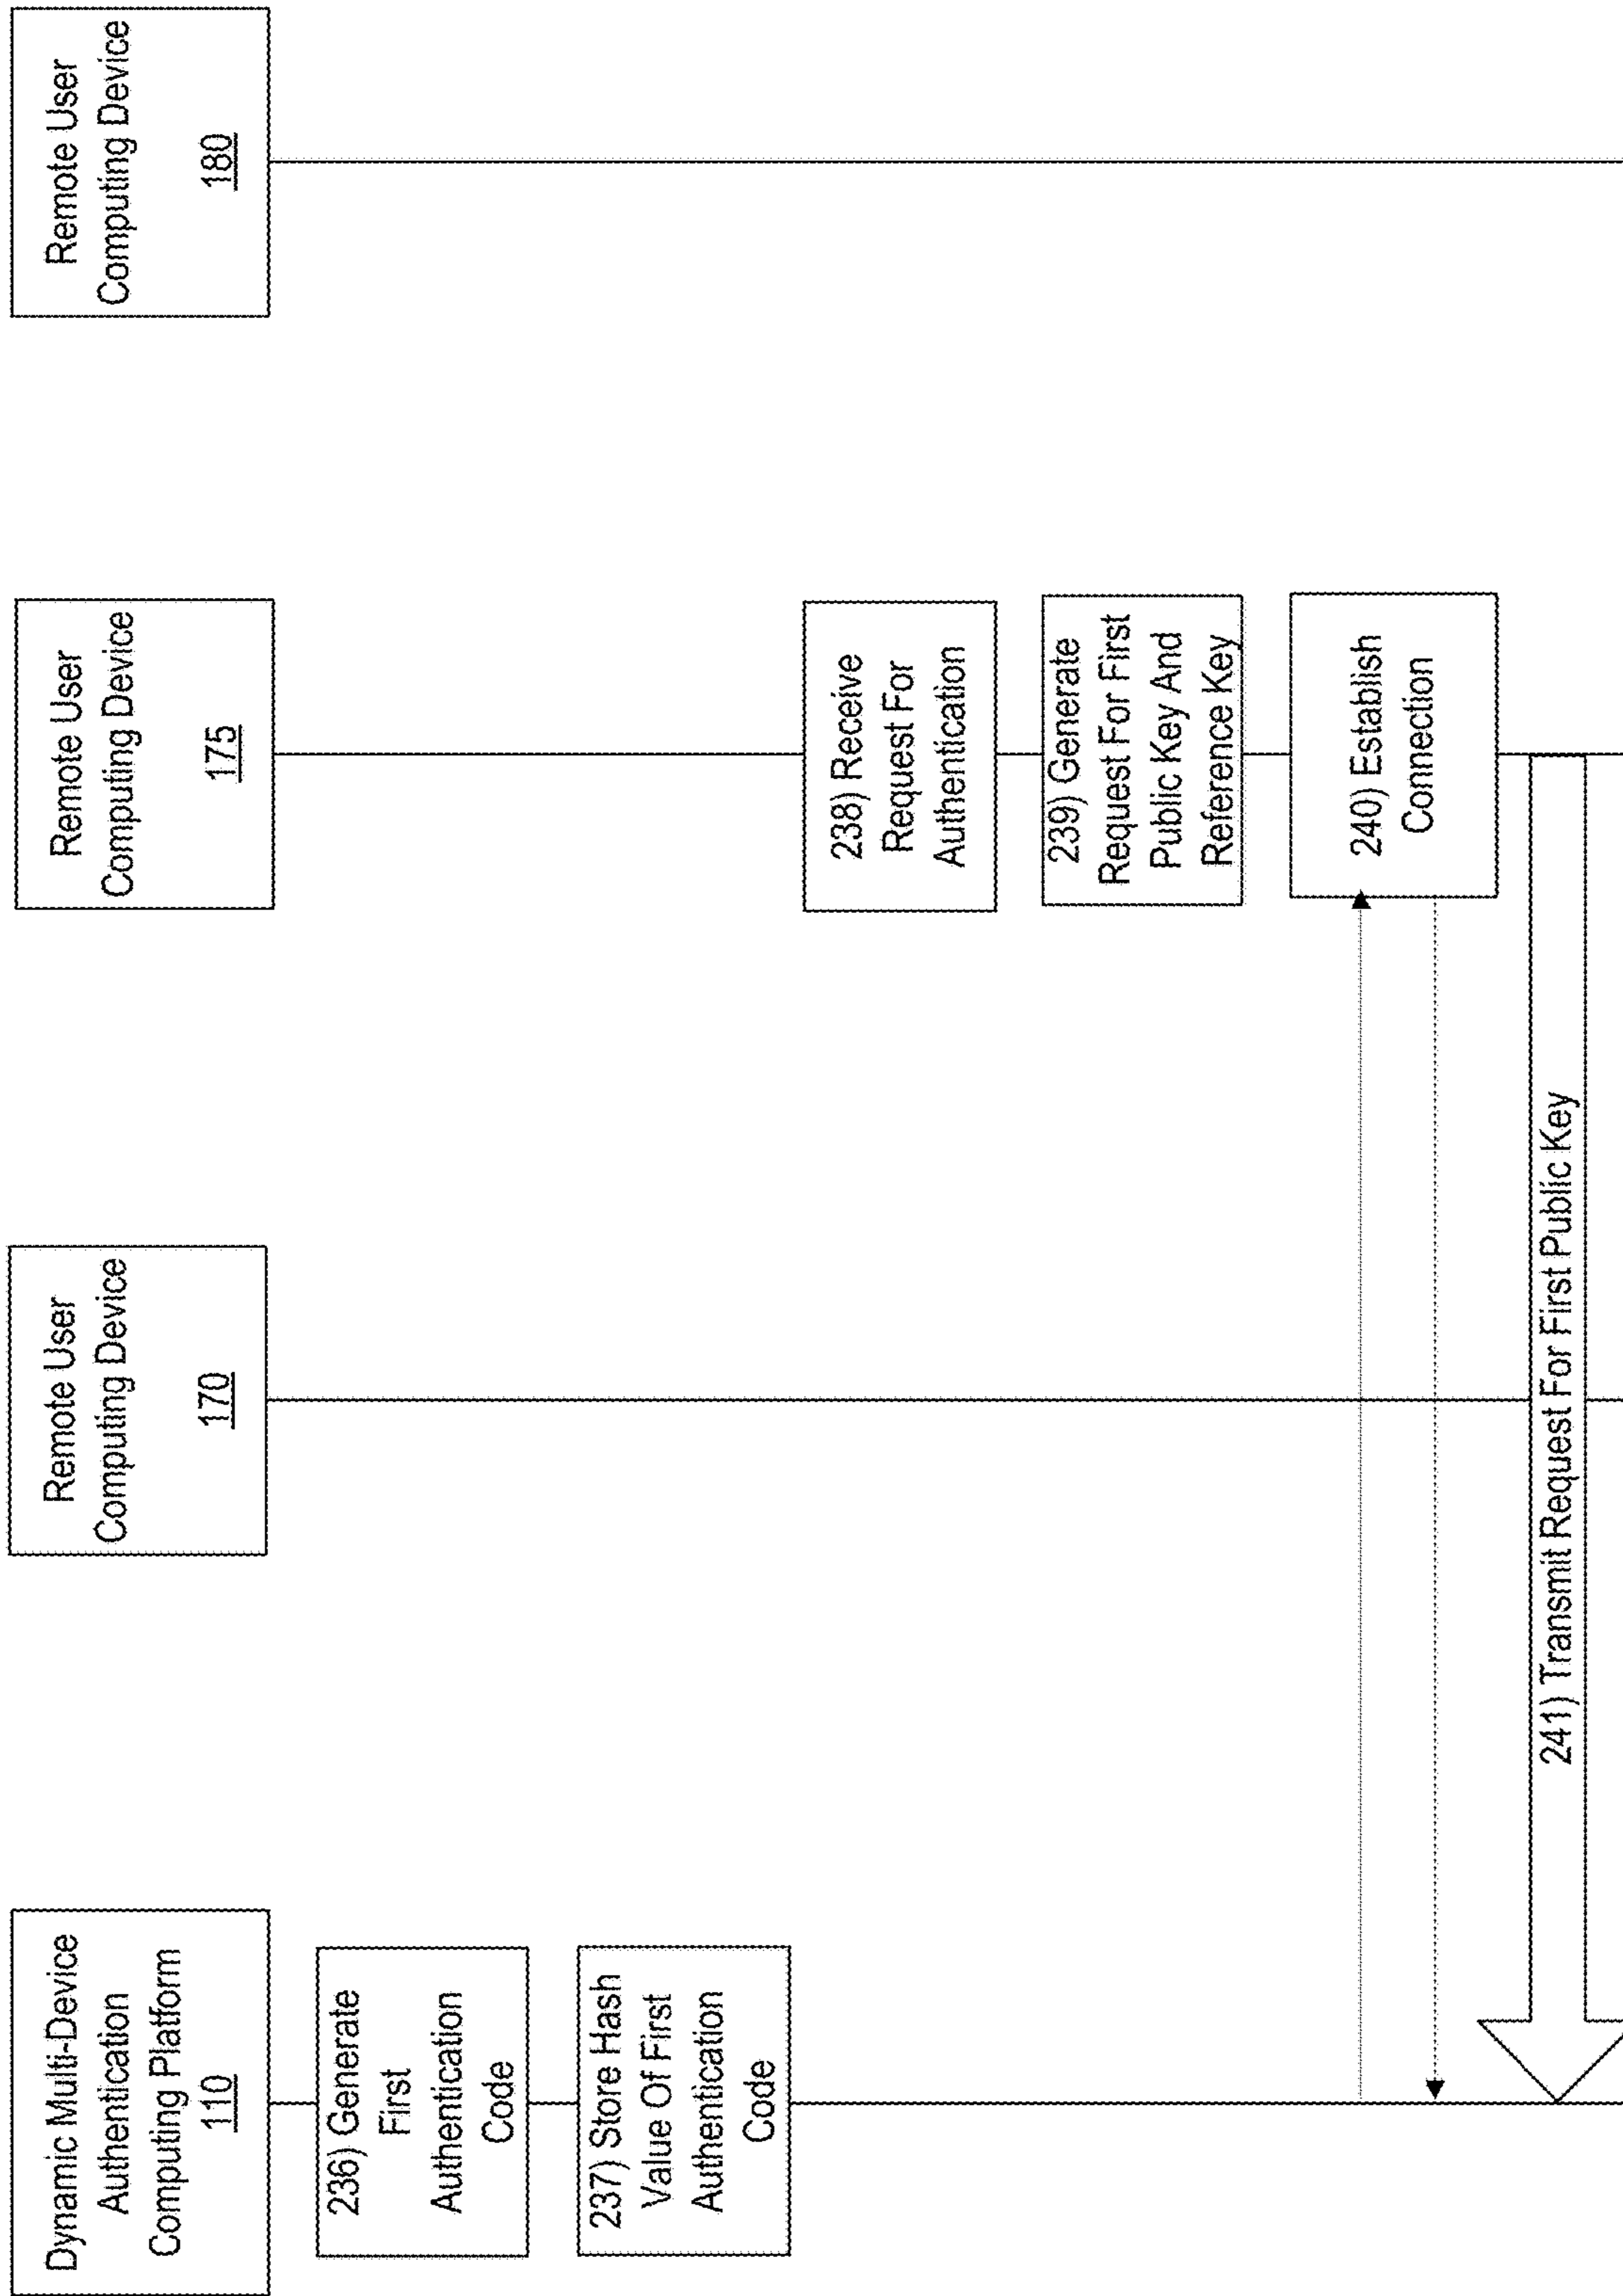 Dynamic Multi-Device
Authentication
Computing Platform
110
Remote User
Computing Device
170
Remote User
Computing Device
175
Remote User
Computing Device
180
236) Generate
First
Authentication
Code
237) Store Hash
Value Of First
Authentication
Code
238) Receive
Request For
Authentication
239) Generate
Request For First
Public Key And
Reference Key
240) Establish
Connection
241) Transmit Request For First Public Key